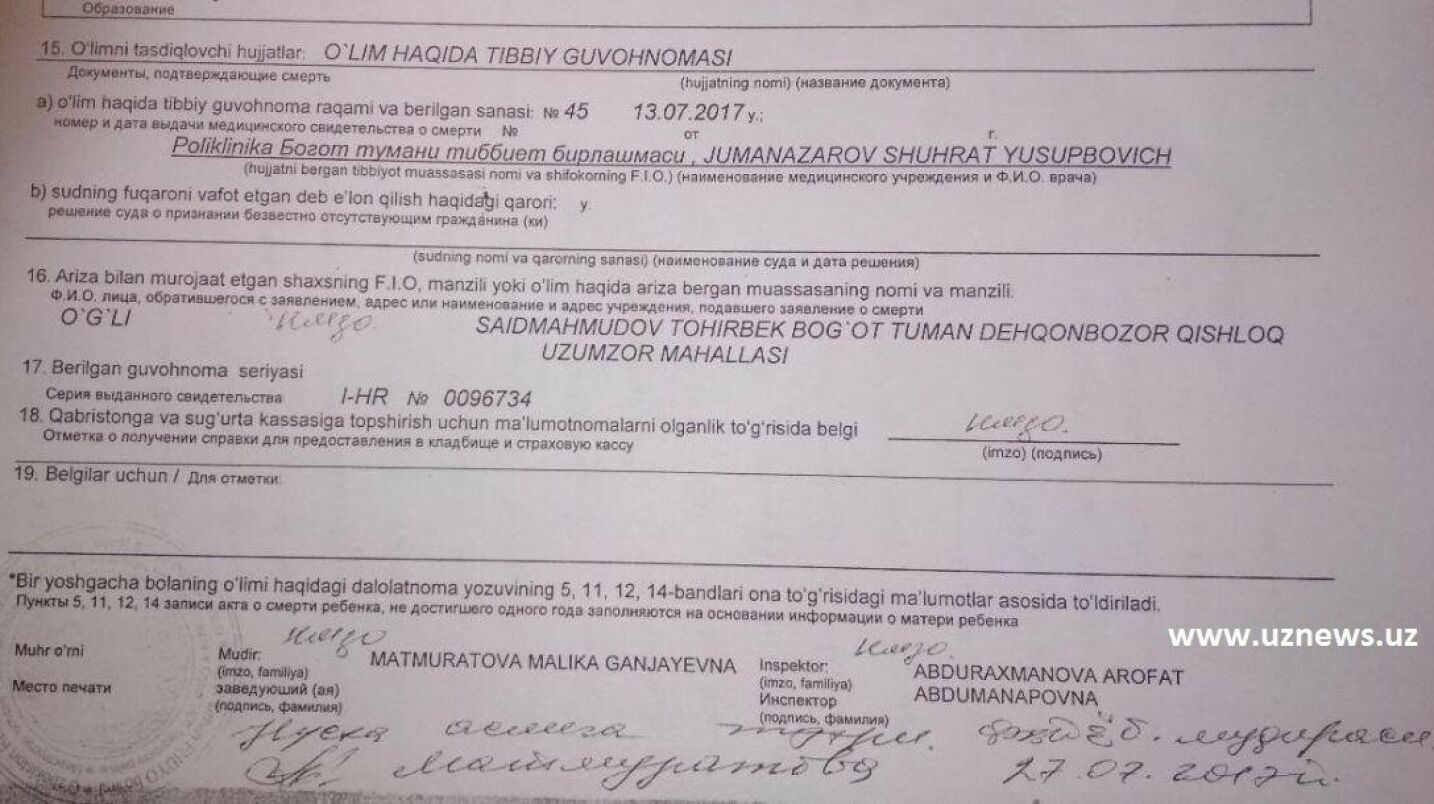 Образование
15. O'limni tasdiqlovchi hujjatlar: O`LIM HAQIDA TIBBIY GUVOHNOMASI
Документы, подтверждающие смерть (hujjatning nomi) (название документа)
a) o'lim haqida tibbiy guvohnoma raqami va berilgan sanasi: № 45 13.07.2017 y.;
номер и дата выдачи медицинского свидетельства о смерти № от г.
Poliklinika Богот тумани тиббиет бирлашмаси , JUMANAZAROV SHUHRAT YUSUPBOVICH
(hujjatni bergan tibbiyot muassasasi nomi va shifokorning F.I.O.) (наименование медицинского учреждения и Ф.И.О. врача)
b) sudning fuqaroni vafot etgan deb e'lon qilish haqidagi qarori: y.
решение суда о признании безвестно отсутствующим гражданина (ки)
(sudning nomi va qarorning sanasi) (наименование суда и дата решения)
16. Ariza bilan murojaat etgan shaxsning F.I.O, manzili yoki o'lim haqida ariza bergan muassasaning nomi va manzili:
Ф.И.О. лица, обратившегося с заявлением, адрес или наименование и адрес учреждения, подавшего заявление о смерти
O`G`LI имзо. SAIDMAHMUDOV TOHIRBEK BOG`OT TUMAN DEHQONBOZOR QISHLOQ
UZUMZOR MAHALLASI
17. Berilgan guvohnoma seriyasi
Серия выданного свидетельства I-HR № 0096734
18. Qabristonga va sug'urta kassasiga topshirish uchun ma'lumotnomalarni olganlik to'g'risida belgi имзо.
Отметка о получении справки для предоставления в кладбище и страховую кассу (imzo) (подпись)
19. Belgilar uchun / Для отметки:
*Bir yoshgacha bolaning o'limi haqidagi dalolatnoma yozuvining 5, 11, 12, 14-bandlari ona to'g'risidagi ma'lumotlar asosida to'ldiriladi.
Пункты 5, 11, 12, 14 записи акта о смерти ребенка, не достигшего одного года заполняются на основании информации о матери ребенка
www.uznews.uz
имзо имзо.
Muhr o'rni Mudir: MATMURATOVA MALIKA GANJAYEVNA Inspektor: ABDURAXMANOVA AROFAT
(imzo, familiya) (imzo, familiya) ABDUMANAPOVNA
Место печати заведуюший (ая) Инспектор
(подпись, фамилия) (подпись, фамилия)
Нусха аслига тўғри. мудираси
Матмуратова 27.07.2017й.